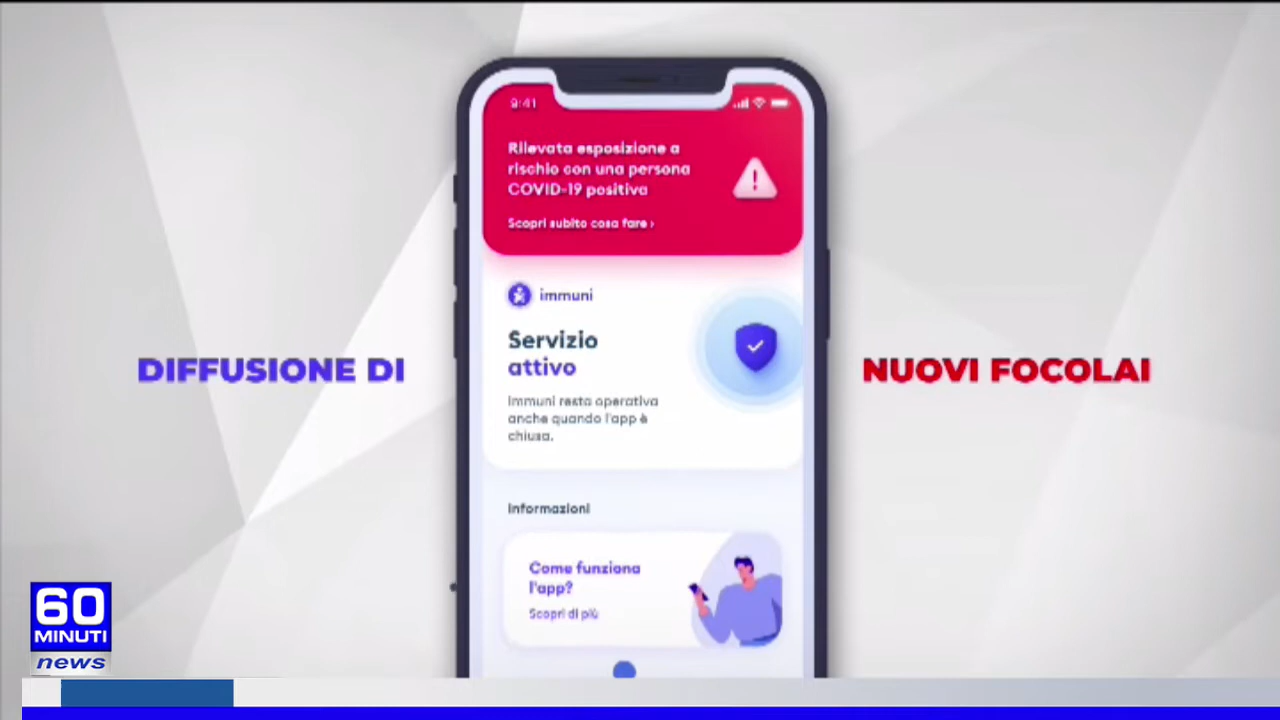 9:41
Rilevata esposizione a
rischio con una persona
COVID-19 positiva
Scopri subito cosa fare ›
immuni
Servizio
attivo
Immuni resta operativa
anche quando l'app è
chiusa.
DIFFUSIONE DI
NUOVI FOCOLAI
Informazioni
Come funziona
l'app?
Scopri di più
60
MINUTI
news